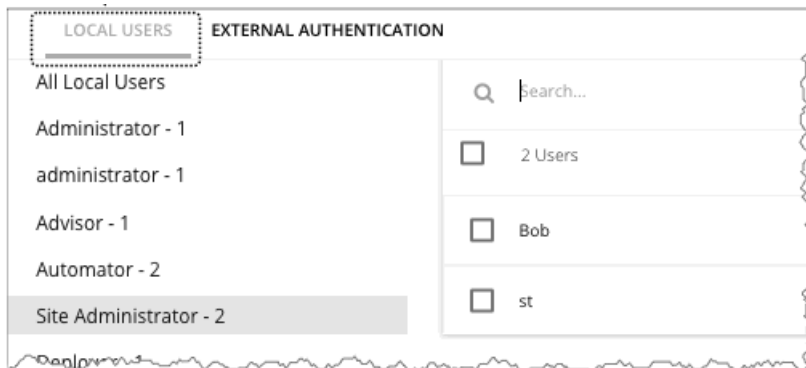 LOCAL USERS EXTERNAL AUTHENTICATION
All Local Users
Administrator - 1
administrator - 1
Advisor - 1
Automator - 2
Site Administrator - 2
Search...
2 Users
Bob
st